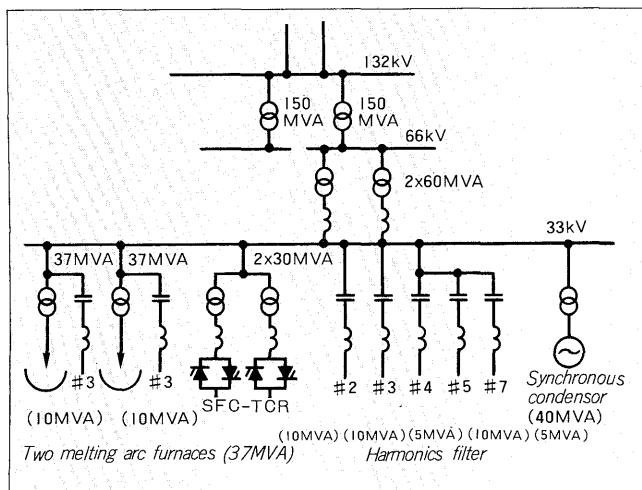 132kV
150 MVA
150 MVA
66kV
2x60MVA
33kV
37MVA
37MVA
2x30MVA
#3
#3
SFC-TCR
#2
#3
#4
#5
#7
Synchronous condensor
(40MVA)
(10MVA)
(10MVA)
(10MVA)
(10MVA)
(5MVA)
(10MVA)
(5MVA)
Two melting arc furnaces (37MVA)
Harmonics filter